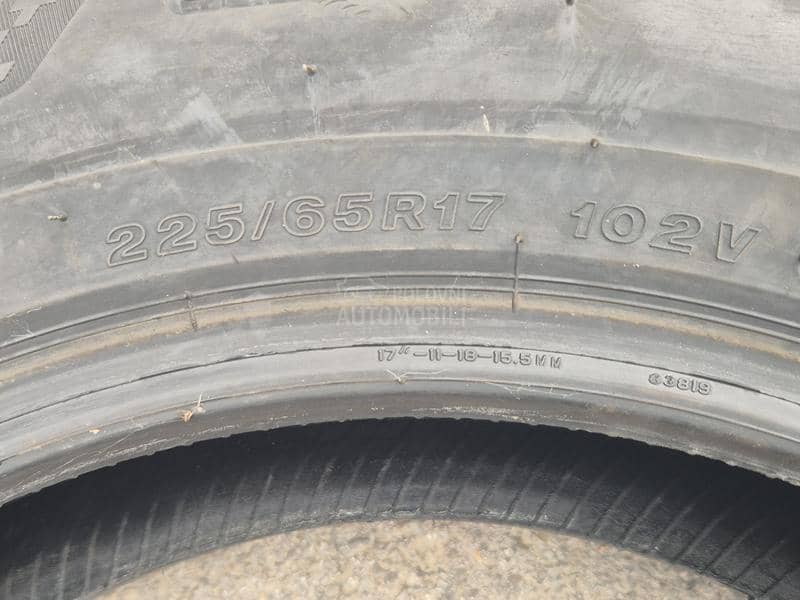 225/65R17 102V
POLOVNI
AUTOMOBILI
17"-11-18-15.5MM
63819